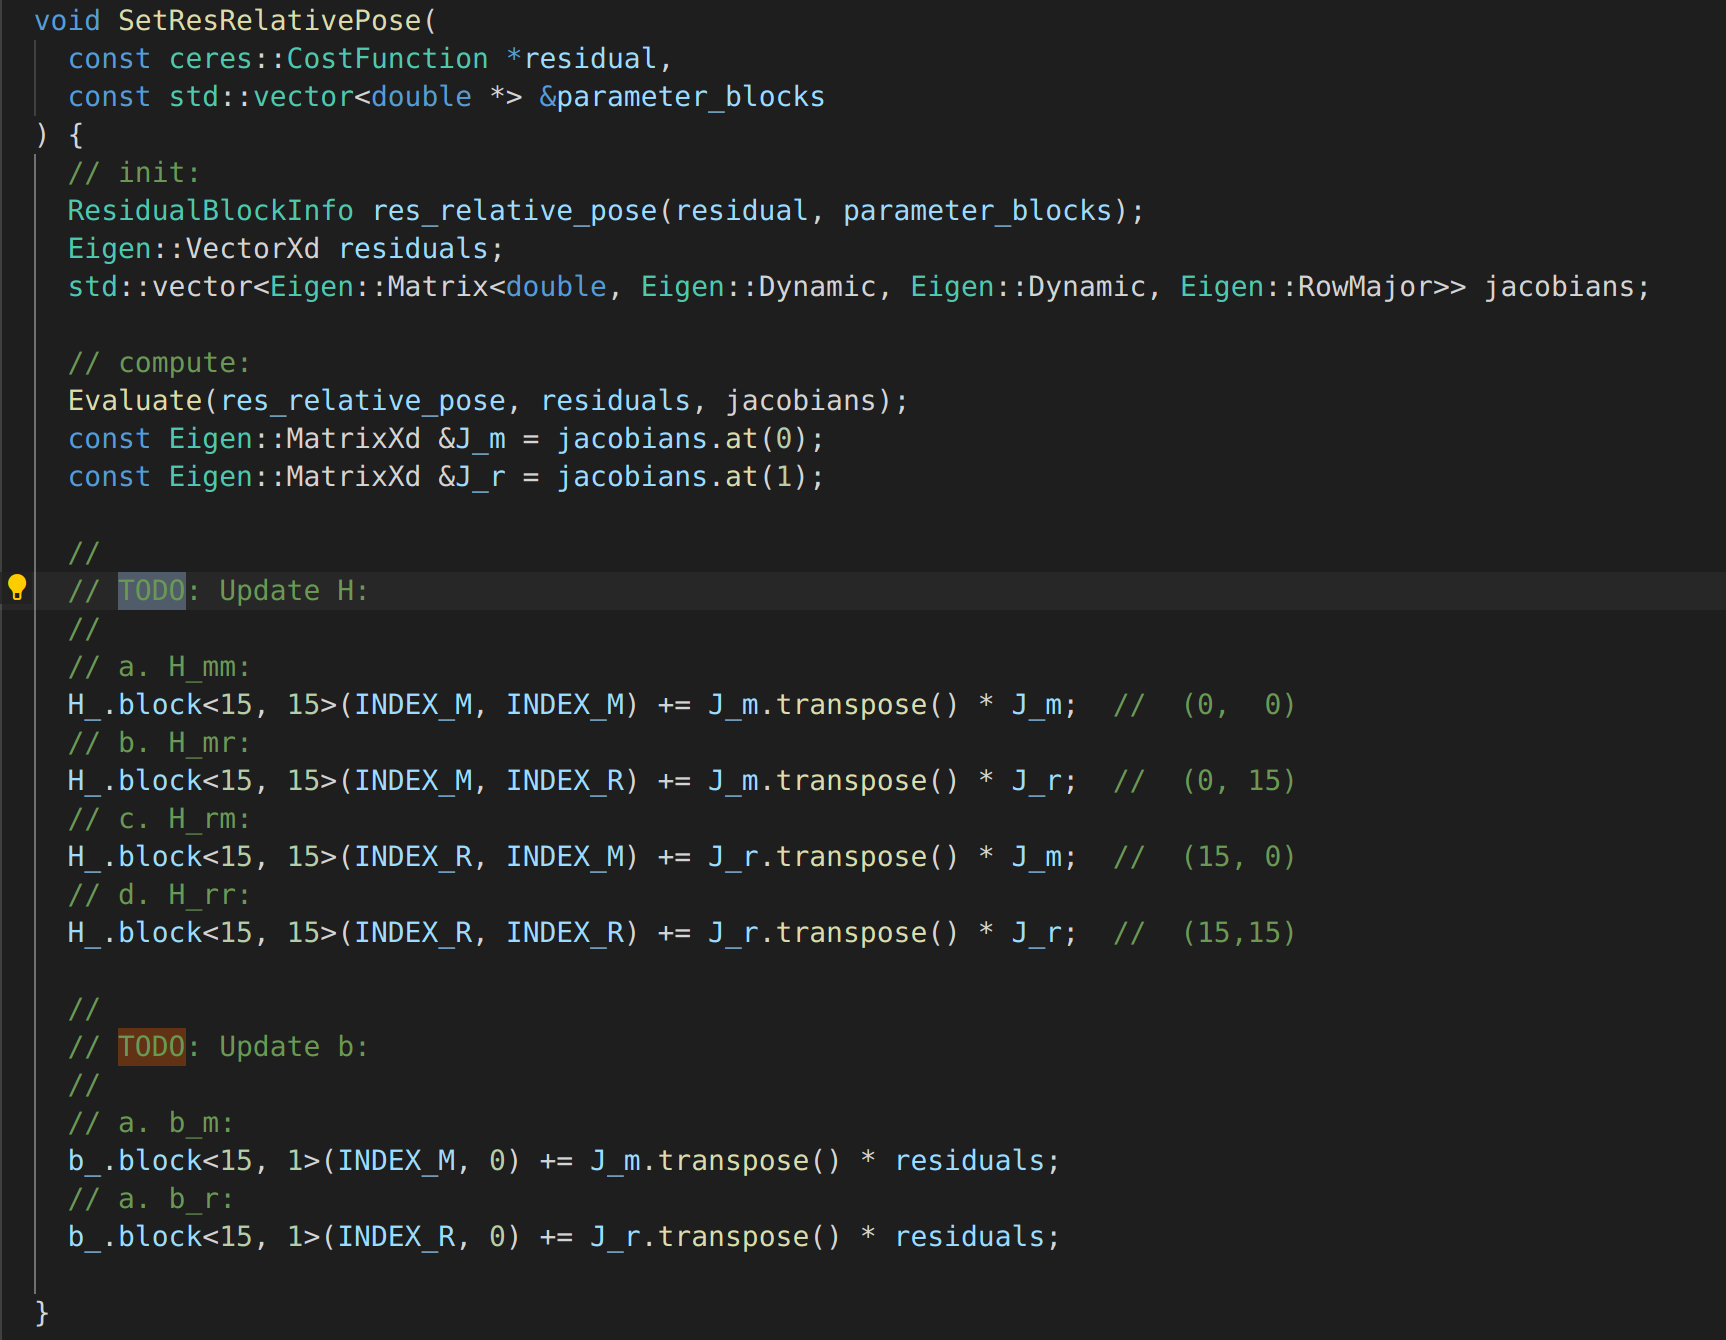 void SetResRelativePose(
  const ceres::CostFunction *residual,
  const std::vector<double *> &parameter_blocks
) {
  // init:
  ResidualBlockInfo res_relative_pose(residual, parameter_blocks);
  Eigen::VectorXd residuals;
  std::vector<Eigen::Matrix<double, Eigen::Dynamic, Eigen::Dynamic, Eigen::RowMajor>> jacobians;

  // compute:
  Evaluate(res_relative_pose, residuals, jacobians);
  const Eigen::MatrixXd &J_m = jacobians.at(0);
  const Eigen::MatrixXd &J_r = jacobians.at(1);

  //
  // TODO: Update H:
  //
  // a. H_mm:
  H_.block<15, 15>(INDEX_M, INDEX_M) += J_m.transpose() * J_m;  //  (0,  0)
  // b. H_mr:
  H_.block<15, 15>(INDEX_M, INDEX_R) += J_m.transpose() * J_r;  //  (0, 15)
  // c. H_rm:
  H_.block<15, 15>(INDEX_R, INDEX_M) += J_r.transpose() * J_m;  //  (15, 0)
  // d. H_rr:
  H_.block<15, 15>(INDEX_R, INDEX_R) += J_r.transpose() * J_r;  //  (15,15)

  //
  // TODO: Update b:
  //
  // a. b_m:
  b_.block<15, 1>(INDEX_M, 0) += J_m.transpose() * residuals;
  // a. b_r:
  b_.block<15, 1>(INDEX_R, 0) += J_r.transpose() * residuals;

}